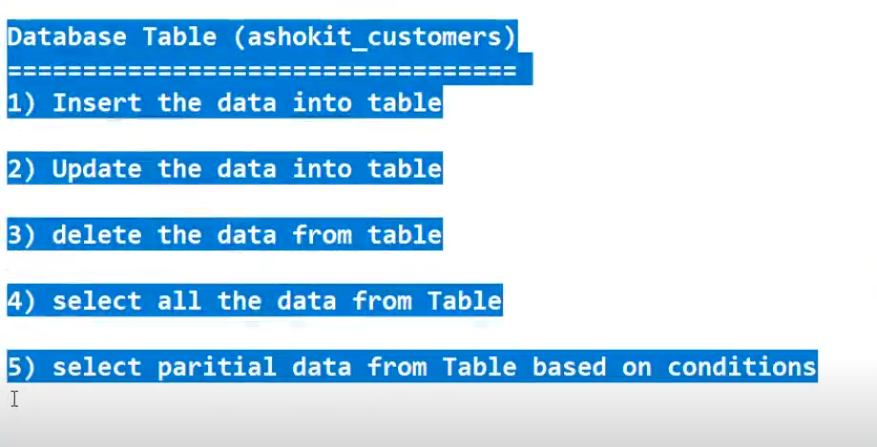 Database Table (ashokit_customers)
==================================
1) Insert the data into table
2) Update the data into table
3) delete the data from table
4) select all the data from Table
5) select paritial data from Table based on conditions